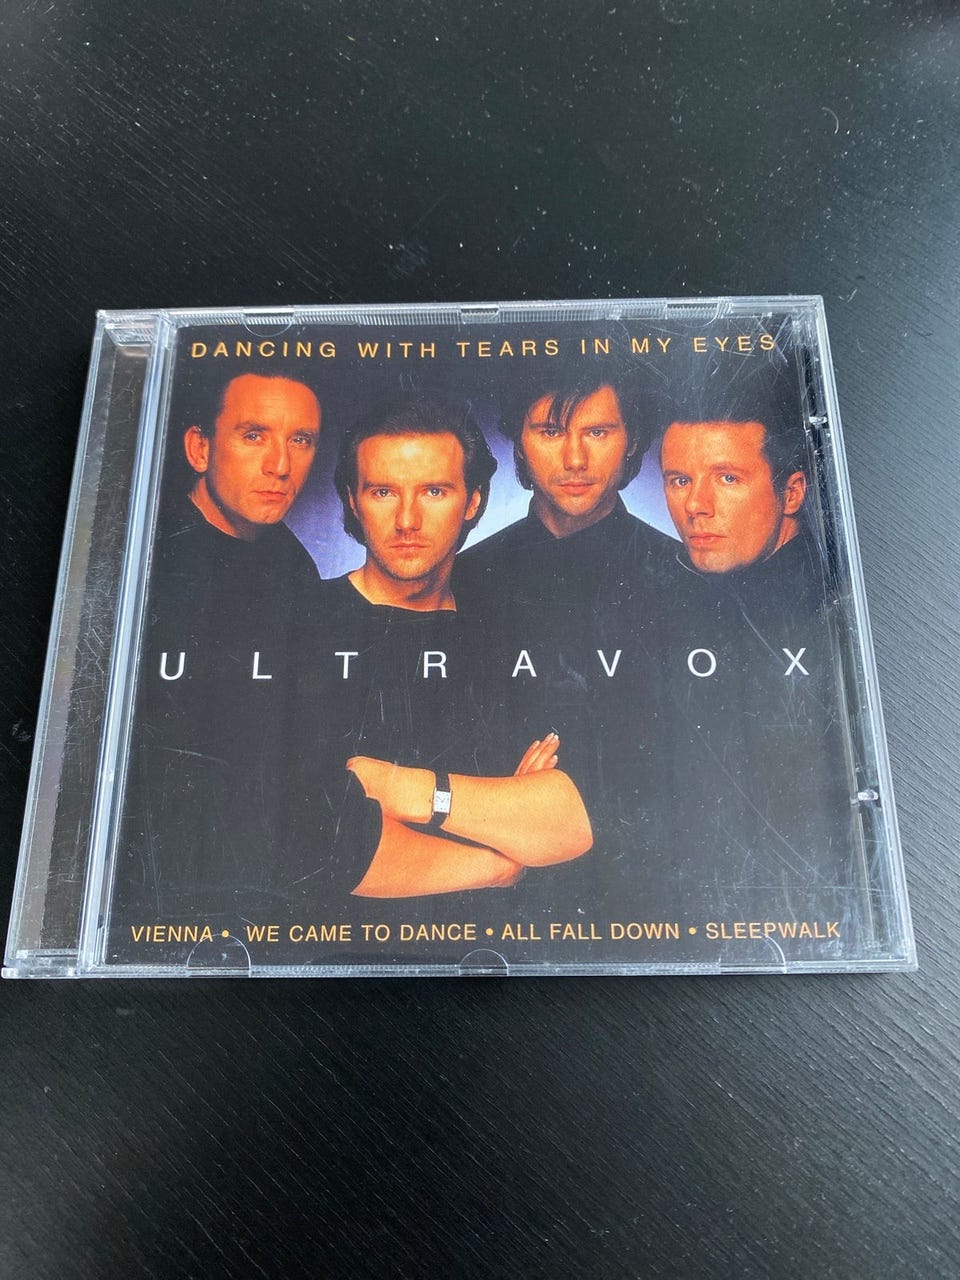 DANCING WITH TEARS IN MY EYES
ULTRAVOX
VIENNA • WE CAME TO DANCE • ALL FALL DOWN • SLEEPWALK